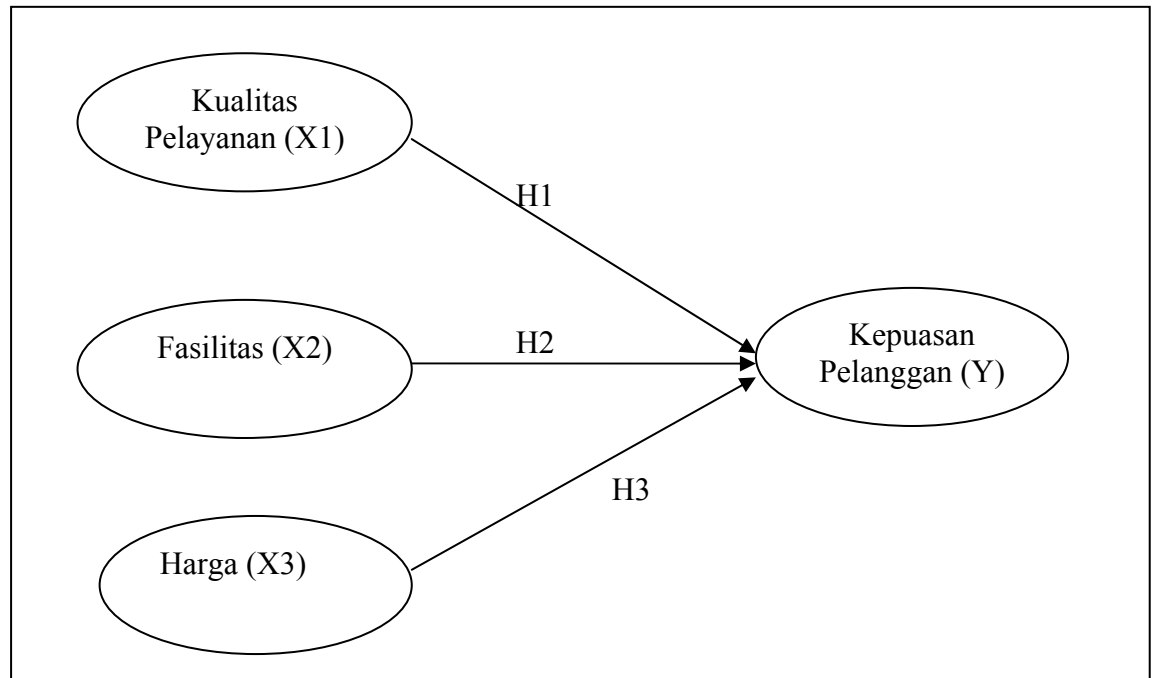 Kualitas
Pelayanan (X1)
H1
Fasilitas (X2)
H2
Kepuasan
Pelanggan (Y)
H3
Harga (X3)